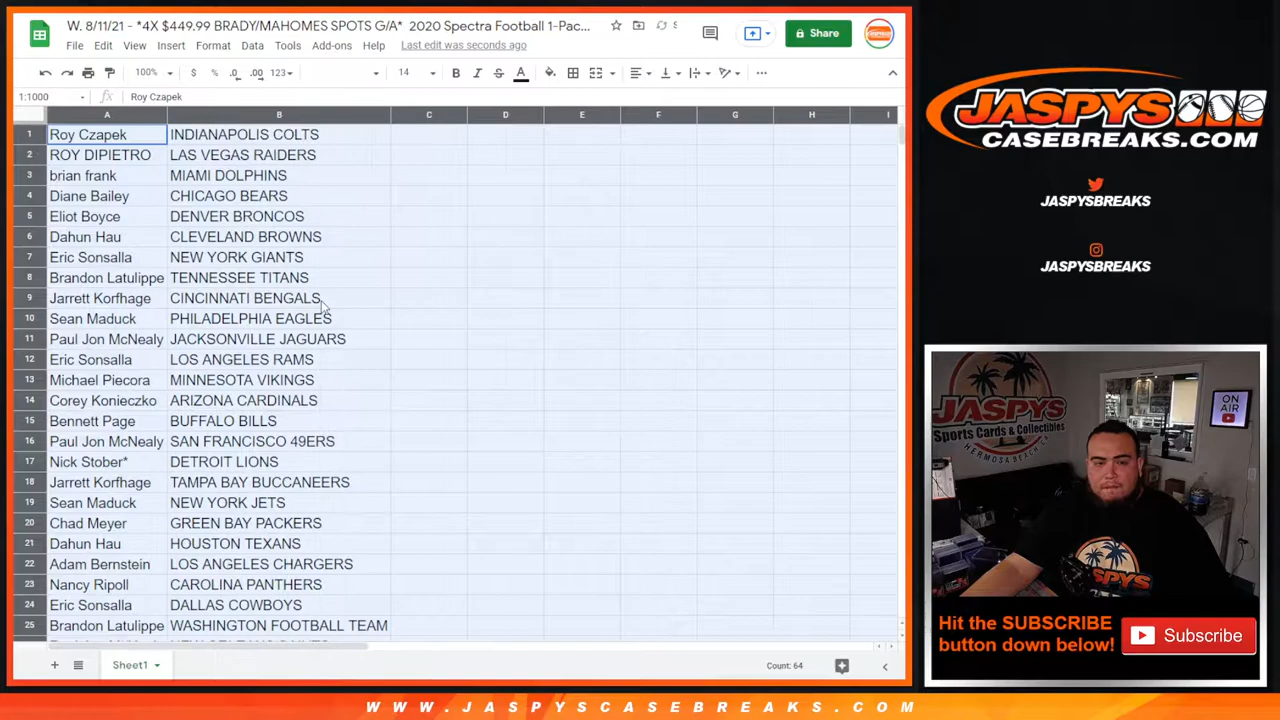 W. 8/11/21 - *4X $449.99 BRADY/MAHOMES SPOTS G/A* 2020 Spectra Football 1-Pac...
File Edit View Insert Format Data Tools Add-ons Help Last edit was seconds ago
Share
100% $ % .0 .00 123 14 B I S A
1:1000 fx Roy Czapek
A B C D E F G H I
1 Roy Czapek INDIANAPOLIS COLTS
2 ROY DIPIETRO LAS VEGAS RAIDERS
3 brian frank MIAMI DOLPHINS
4 Diane Bailey CHICAGO BEARS
5 Eliot Boyce DENVER BRONCOS
6 Dahun Hau CLEVELAND BROWNS
7 Eric Sonsalla NEW YORK GIANTS
8 Brandon Latulippe TENNESSEE TITANS
9 Jarrett Korfhage CINCINNATI BENGALS
10 Sean Maduck PHILADELPHIA EAGLES
11 Paul Jon McNealy JACKSONVILLE JAGUARS
12 Eric Sonsalla LOS ANGELES RAMS
13 Michael Piecora MINNESOTA VIKINGS
14 Corey Konieczko ARIZONA CARDINALS
15 Bennett Page BUFFALO BILLS
16 Paul Jon McNealy SAN FRANCISCO 49ERS
17 Nick Stober* DETROIT LIONS
18 Jarrett Korfhage TAMPA BAY BUCCANEERS
19 Sean Maduck NEW YORK JETS
20 Chad Meyer GREEN BAY PACKERS
21 Dahun Hau HOUSTON TEXANS
22 Adam Bernstein LOS ANGELES CHARGERS
23 Nancy Ripoll CAROLINA PANTHERS
24 Eric Sonsalla DALLAS COWBOYS
25 Brandon Latulippe WASHINGTON FOOTBALL TEAM
Sheet1
Count: 64
JASPYS
CASEBREAKS.COM
JASPYSBREAKS
JASPYSBREAKS
JASPYS
Sports Cards & Collectibles
HERMOSA BEACH, CA
ON
AIR
JASPYS
Hit the SUBSCRIBE
button down below!
Subscribe
WWW.JASPYSCASEBREAKS.COM